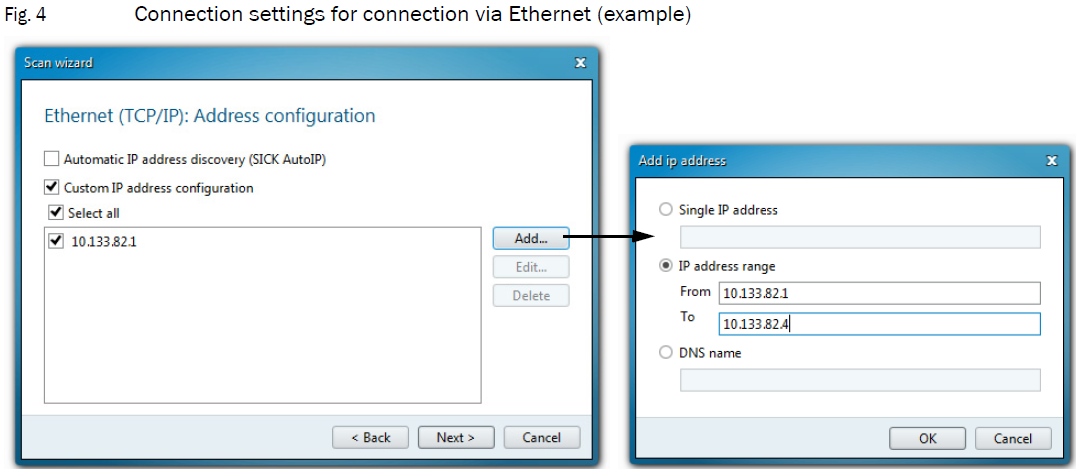 Fig. 4 Connection settings for connection via Ethernet (example)
Scan wizard
Ethernet (TCP/IP): Address configuration
Automatic IP address discovery (SICK AutoIP)
Custom IP address configuration
Select all
10.133.82.1
Add...
Edit...
Delete
< Back Next > Cancel
Add ip address
Single IP address
IP address range
From 10.133.82.1
To 10.133.82.4
DNS name
OK Cancel